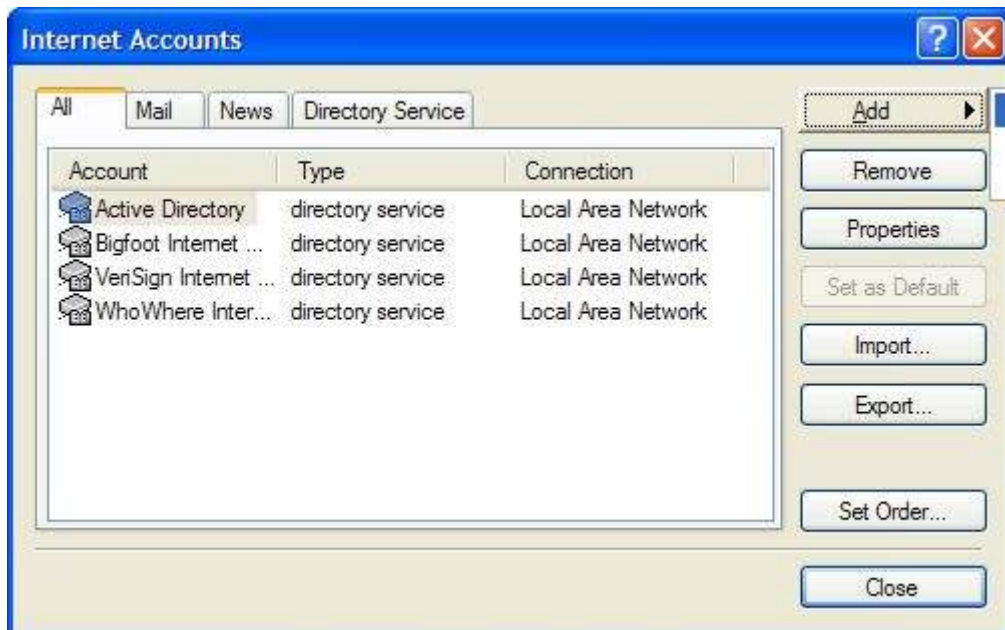 Internet Accounts
All Mail News Directory Service
Account Type Connection
Active Directory directory service Local Area Network
Bigfoot Internet ... directory service Local Area Network
VeriSign Internet ... directory service Local Area Network
WhoWhere Inter... directory service Local Area Network
Add
Remove
Properties
Set as Default
Import...
Export...
Set Order...
Close